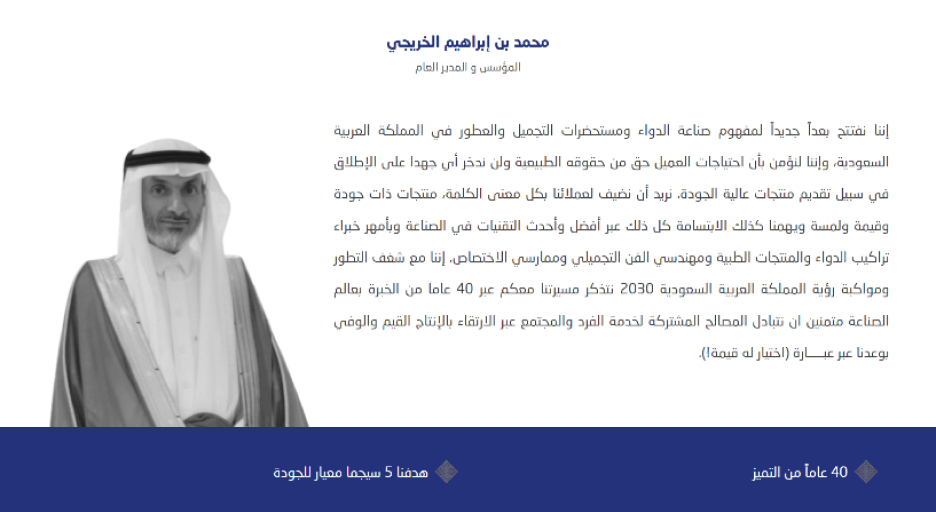 محمد بن إبراهيم الخريجي
المؤسس و المدير العام
إننا نفتتح بعداً جديداً لمفهوم صناعة الدواء ومستحضرات التجميل والعطور في المملكة العربية
السعودية، وإننا لنؤمن بأن احتياجات العميل حق من حقوقه الطبيعية ولن ندخر أي جهدا على الإطلاق
في سبيل تقديم منتجات عالية الجودة. نريد أن نضيف لعملائنا بكل معنى الكلمة، منتجات ذات جودة
وقيمة ولمسة ويهمنا كذلك الابتسامة كل ذلك عبر أفضل وأحدث التقنيات في الصناعة وبأمهر خبراء
تراكيب الدواء والمنتجات الطبية ومهندسي الفن التجميلي وممارسي الاختصاص. إننا مع شغف التطور
ومواكبة رؤية المملكة العربية السعودية 2030 نتذكر مسيرتنا معكم عبر 40 عاما من الخبرة بعالم
الصناعة متمنين ان نتبادل المصالح المشتركة لخدمة الفرد والمجتمع عبر الارتقاء بالإنتاج القيم والوفي
بوعدنا عبر عبـــــارة (اختيار له قيمة!).
40 عاماً من التميز
هدفنا 5 سيجما معيار للجودة